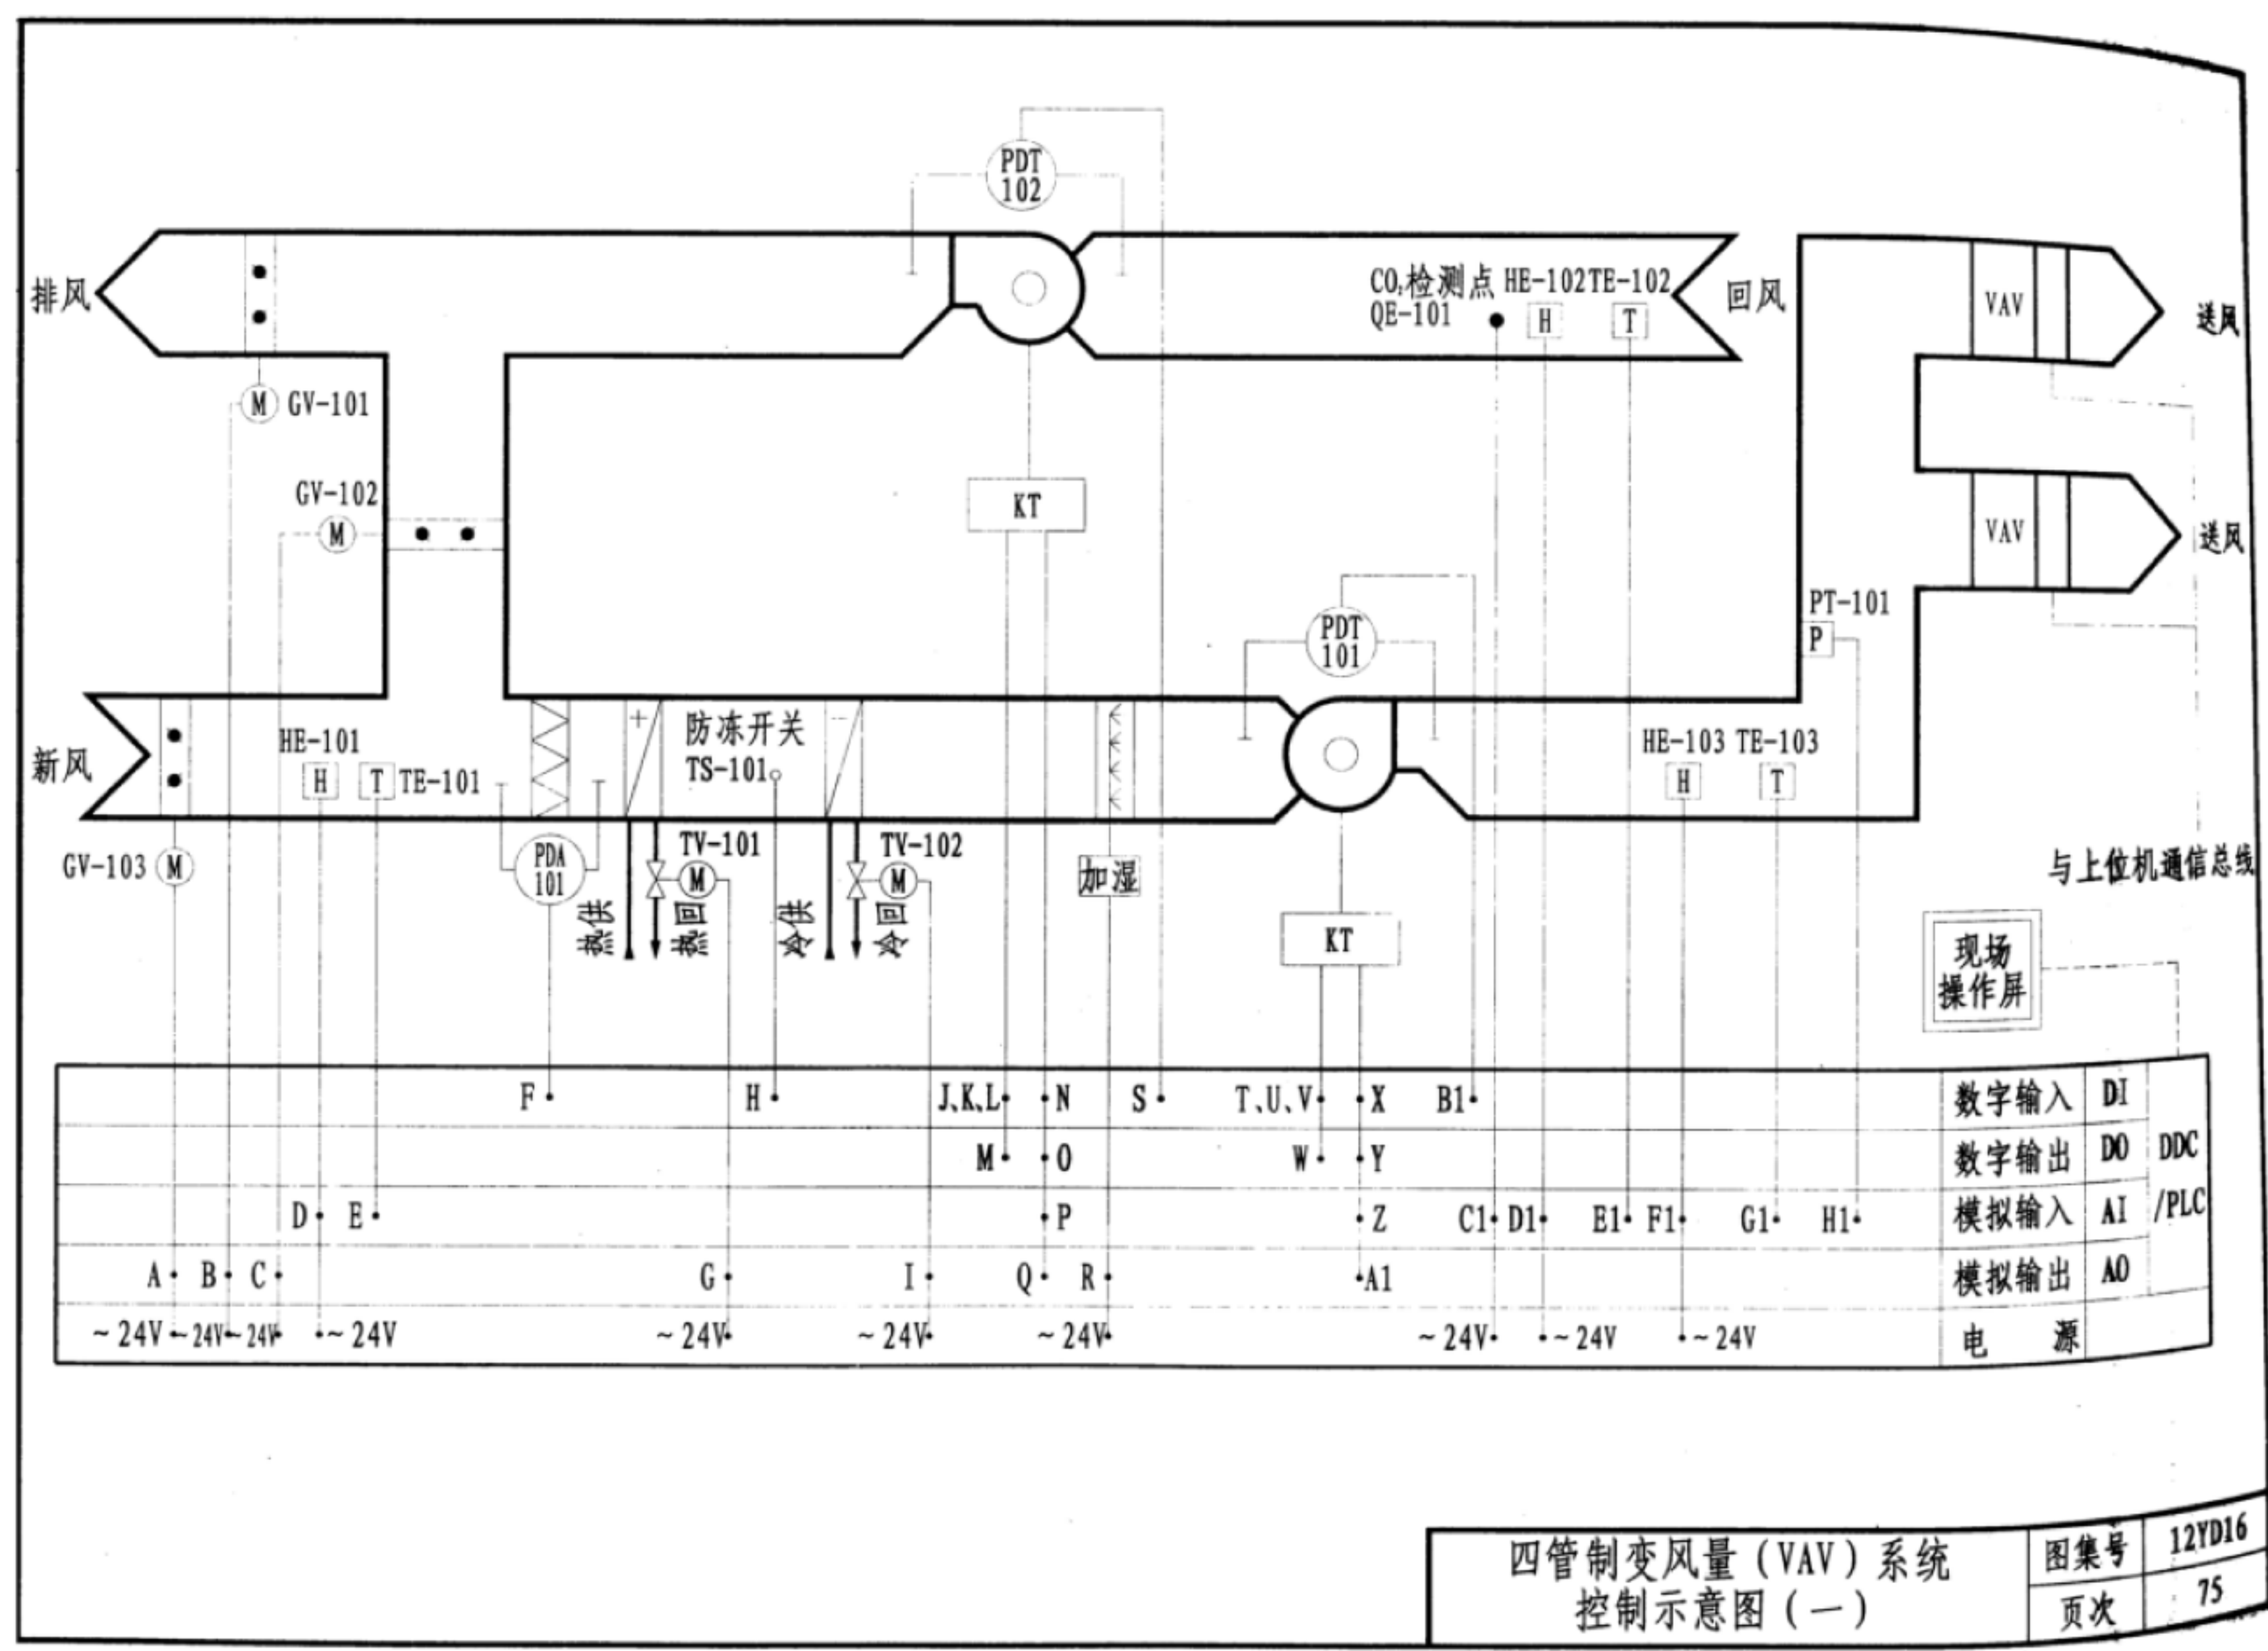 PDT
102
排风
CO₂检测点 HE-102 TE-102
QE-101
H
T
回风
VAV
送风
M GV-101
GV-102
M
KT
VAV
送风
PDT
101
PT-101
P
新风
HE-101
H
T TE-101
防冻开关
TS-101
HE-103 TE-103
H
T
GV-103 M
PDA
101
TV-101
M
TV-102
M
热供
热回
冷供
冷回
加湿
KT
与上位机通信总线
现场
操作屏
F H J、K、L N S T、U、V X B1 数字输入 DI
M O W Y 数字输出 DO
DDC
/PLC
D E P Z C1 D1 E1 F1 G1 H1 模拟输入 AI
A B C G I Q R A1 模拟输出 AO
~24V ~24V ~24V ~24V ~24V ~24V ~24V ~24V ~24V ~24V 电 源
四管制变风量(VAV)系统
控制示意图(一)
图集号 12YD16
页次 75